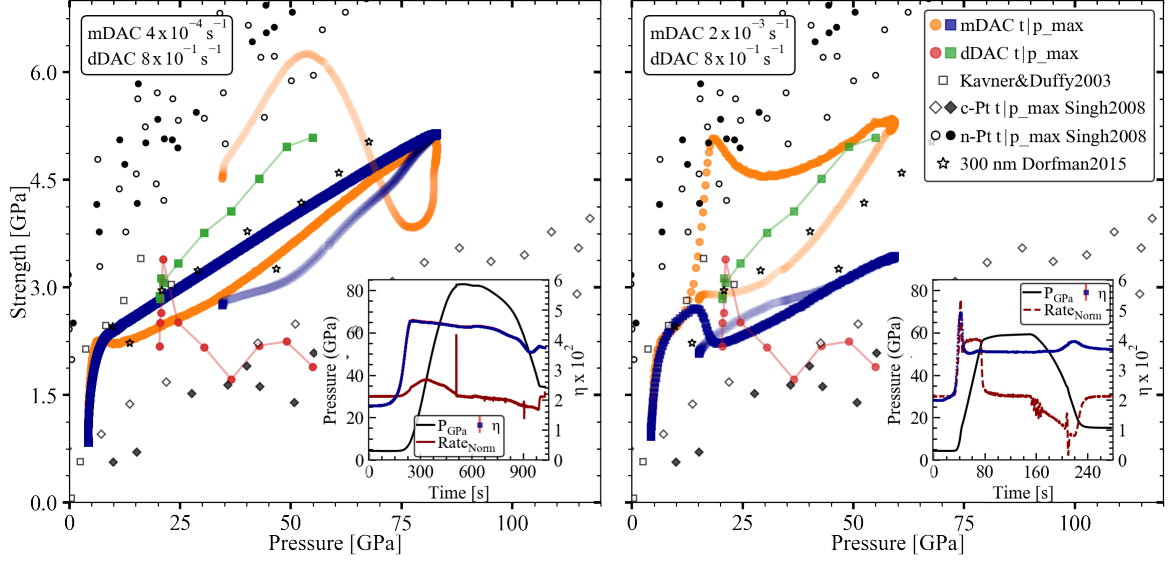 mDAC 4 x 10⁻⁴ s⁻¹
dDAC 8 x 10⁻¹ s⁻¹
Strength [GPa]
6.0
4.5
3.0
1.5
0.0
0
25
50
75
100
Pressure [GPa]
Pressure [GPa]
80
60
40
20
0
η x 10²
6
5
4
3
2
1
0
P_GPa
η
Rate_Norm
0
300
600
900
Time [s]
mDAC 2 x 10⁻³ s⁻¹
dDAC 8 x 10⁻¹ s⁻¹
mDAC t|p_max
dDAC t|p_max
Kavner&Duffy2003
c-Pt t|p_max Singh2008
n-Pt t|p_max Singh2008
300 nm Dorfman2015
0
25
50
75
100
Pressure [GPa]
Pressure [GPa]
80
60
40
20
0
η x 10²
6
5
4
3
2
1
0
P_GPa
η
Rate_Norm
0
80
160
240
Time [s]